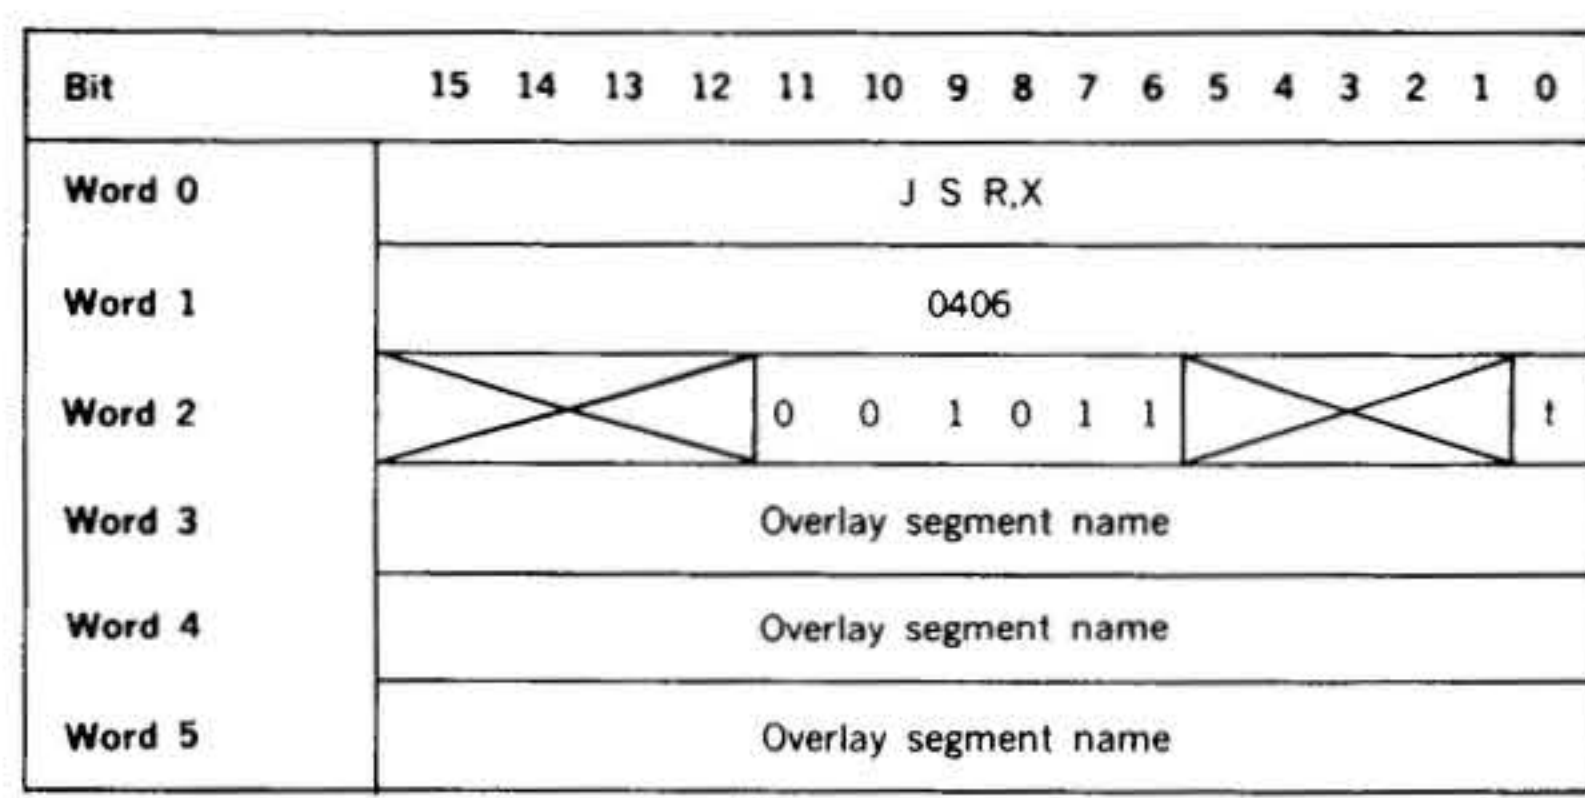 Bit 15 14 13 12 11 10 9 8 7 6 5 4 3 2 1 0
Word 0 J S R,X
Word 1 0406
Word 2 0 0 1 0 1 1 t
Word 3 Overlay segment name
Word 4 Overlay segment name
Word 5 Overlay segment name